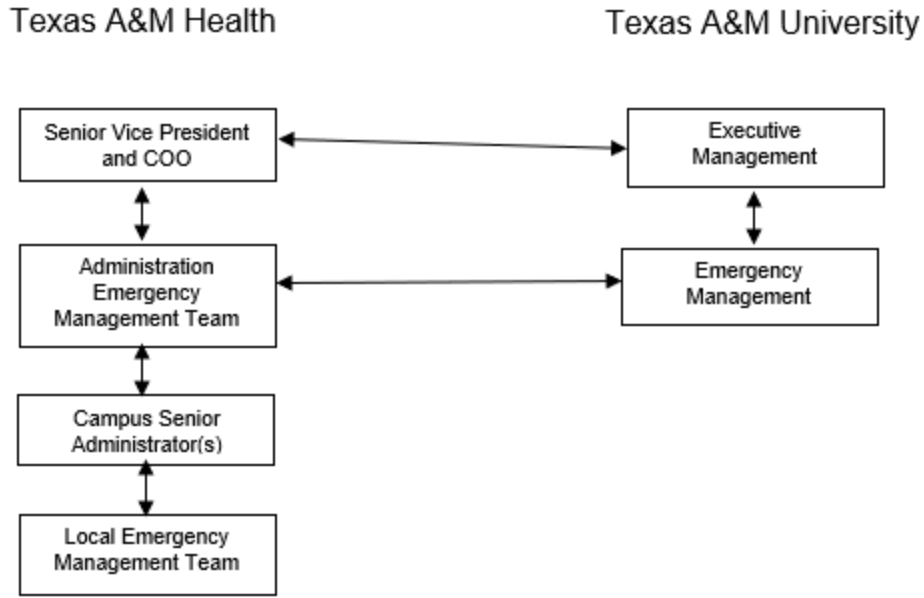 Texas A&M Health
Texas A&M University
Senior Vice President
and COO
Executive
Management
Administration
Emergency
Management Team
Emergency
Management
Campus Senior
Administrator(s)
Local Emergency
Management Team